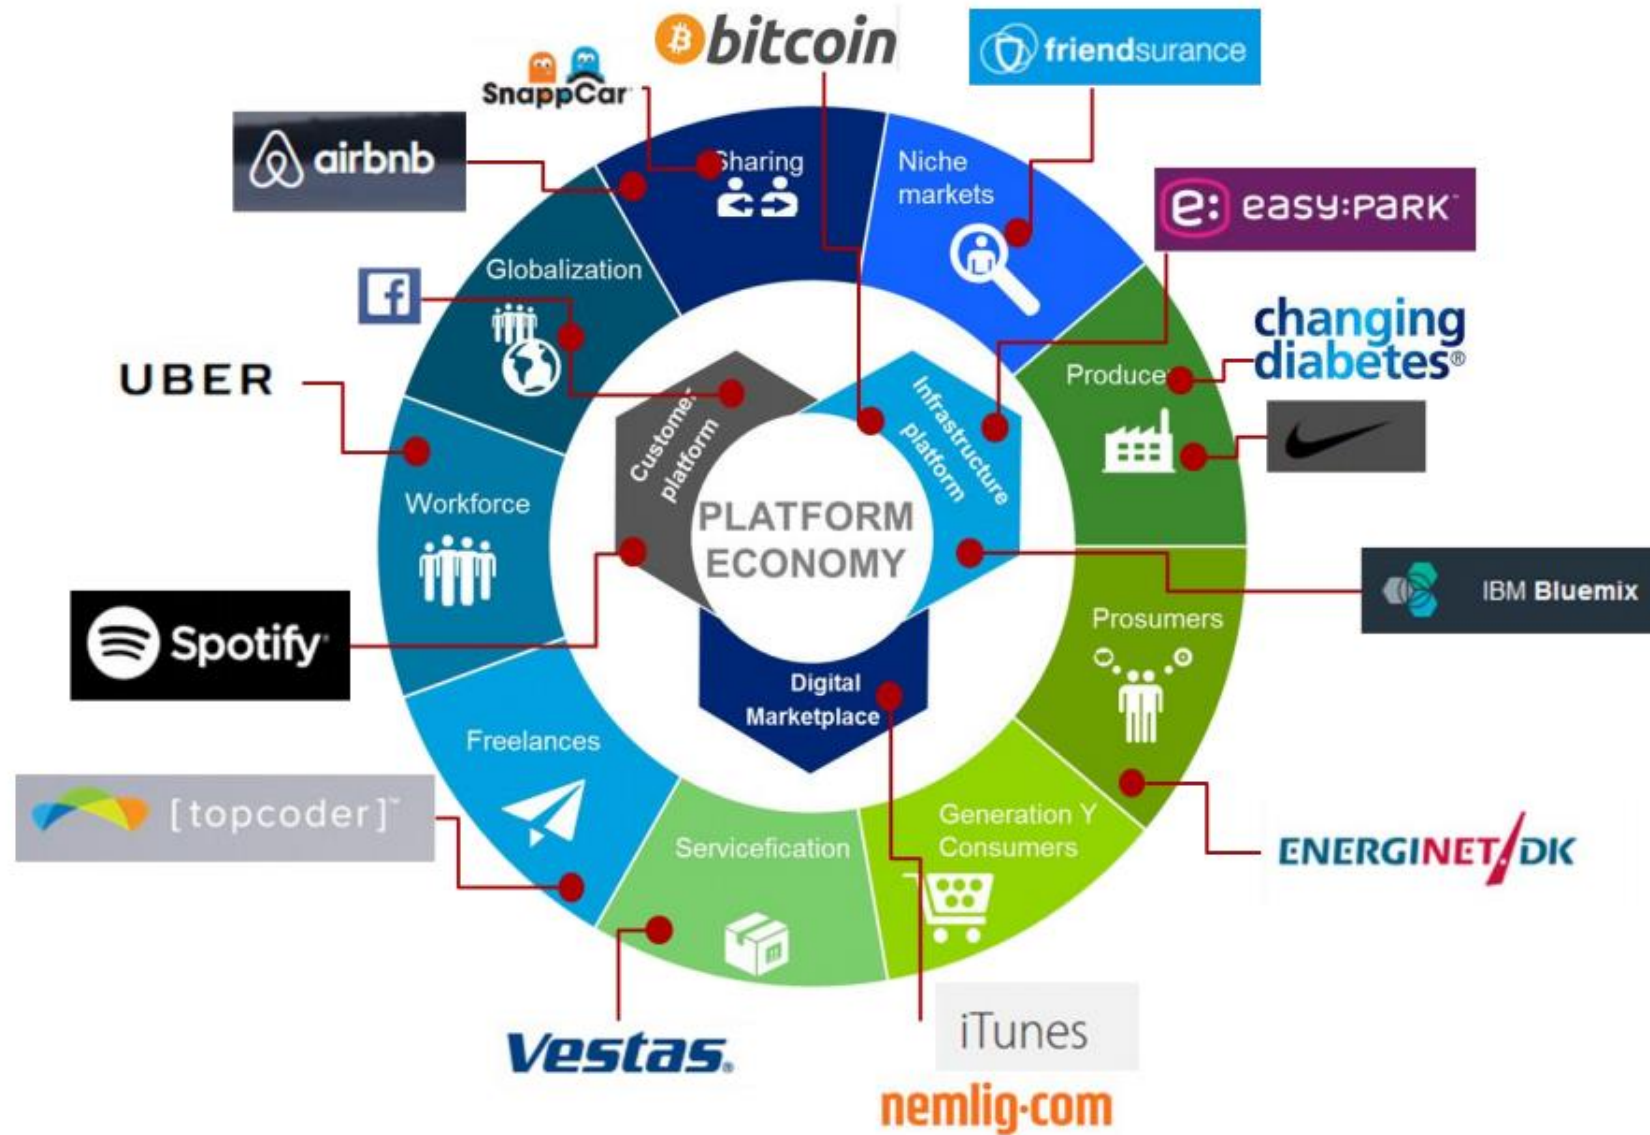 bitcoin
friendsurance
SnappCar
airbnb
Sharing
Niche
markets
e: easy:park
Globalization
f
changing
diabetes®
UBER
Produce
Customer
platform
Infrastructure
platform
Workforce
PLATFORM
ECONOMY
IBM Bluemix
Prosumers
Spotify
Digital
Marketplace
Freelances
[topcoder]™
Generation Y
Consumers
Servicefication
ENERGINET/DK
Vestas®
iTunes
nemlig.com